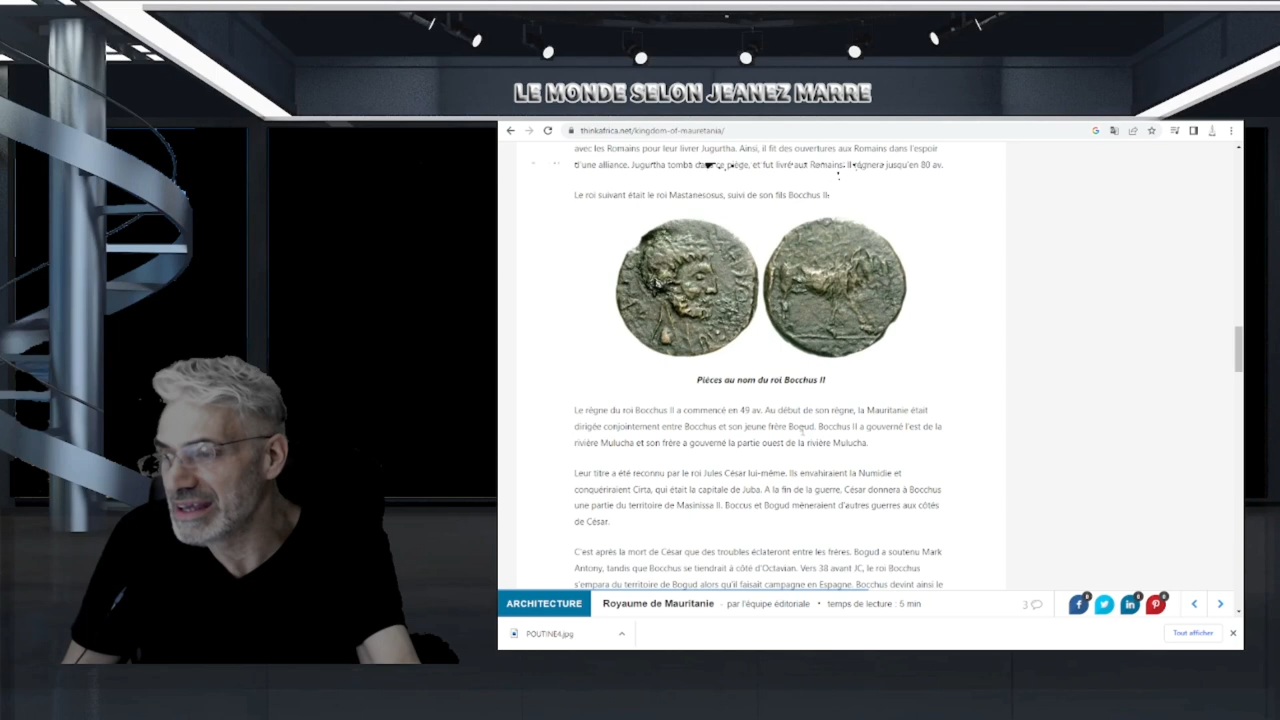 LE MONDE SELON JEANEZ MARRE
thinkafrica.net/kingdom-of-mauretania/
avec les Romains pour leur livrer Jugurtha. Ainsi, il fit des ouvertures aux Romains dans l'espoir
d'une alliance. Jugurtha tomba dans ce piège, et fut livré aux Romains. Il régnera jusqu'en 80 av.
Le roi suivant était le roi Mastanesosus, suivi de son fils Bocchus II.
Pièces au nom du roi Bocchus II
Le règne du roi Bocchus II a commencé en 49 av. Au début de son règne, la Mauritanie était
dirigée conjointement entre Bocchus et son jeune frère Bogud. Bocchus II a gouverné l'est de la
rivière Mulucha et son frère a gouverné la partie ouest de la rivière Mulucha.
Leur titre a été reconnu par le roi Jules César lui-même. Ils envahiraient la Numidie et
conquériraient Cirta, qui était la capitale de Juba. A la fin de la guerre, César donnera à Bocchus
une partie du territoire de Masinissa II. Boccus et Bogud mèneraient d'autres guerres aux côtés
de César.
C'est après la mort de César que des troubles éclateront entre les frères. Bogud a soutenu Mark
Antony, tandis que Bocchus se tiendrait à côté d'Octavian. Vers 38 avant JC, le roi Bocchus
s'empara du territoire de Bogud alors qu'il faisait campagne en Espagne. Bocchus devint ainsi le
ARCHITECTURE Royaume de Mauritanie - par l'équipe éditoriale • temps de lecture : 6 min 3
POUTINE4.jpg Tout afficher